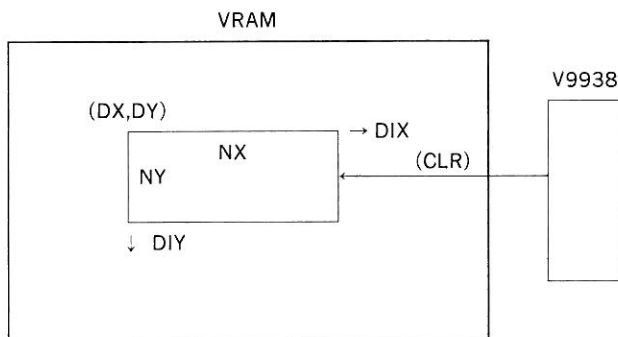 VRAM
V9938
(DX,DY)
→ DIX
NX
(CLR)
NY
↓ DIY